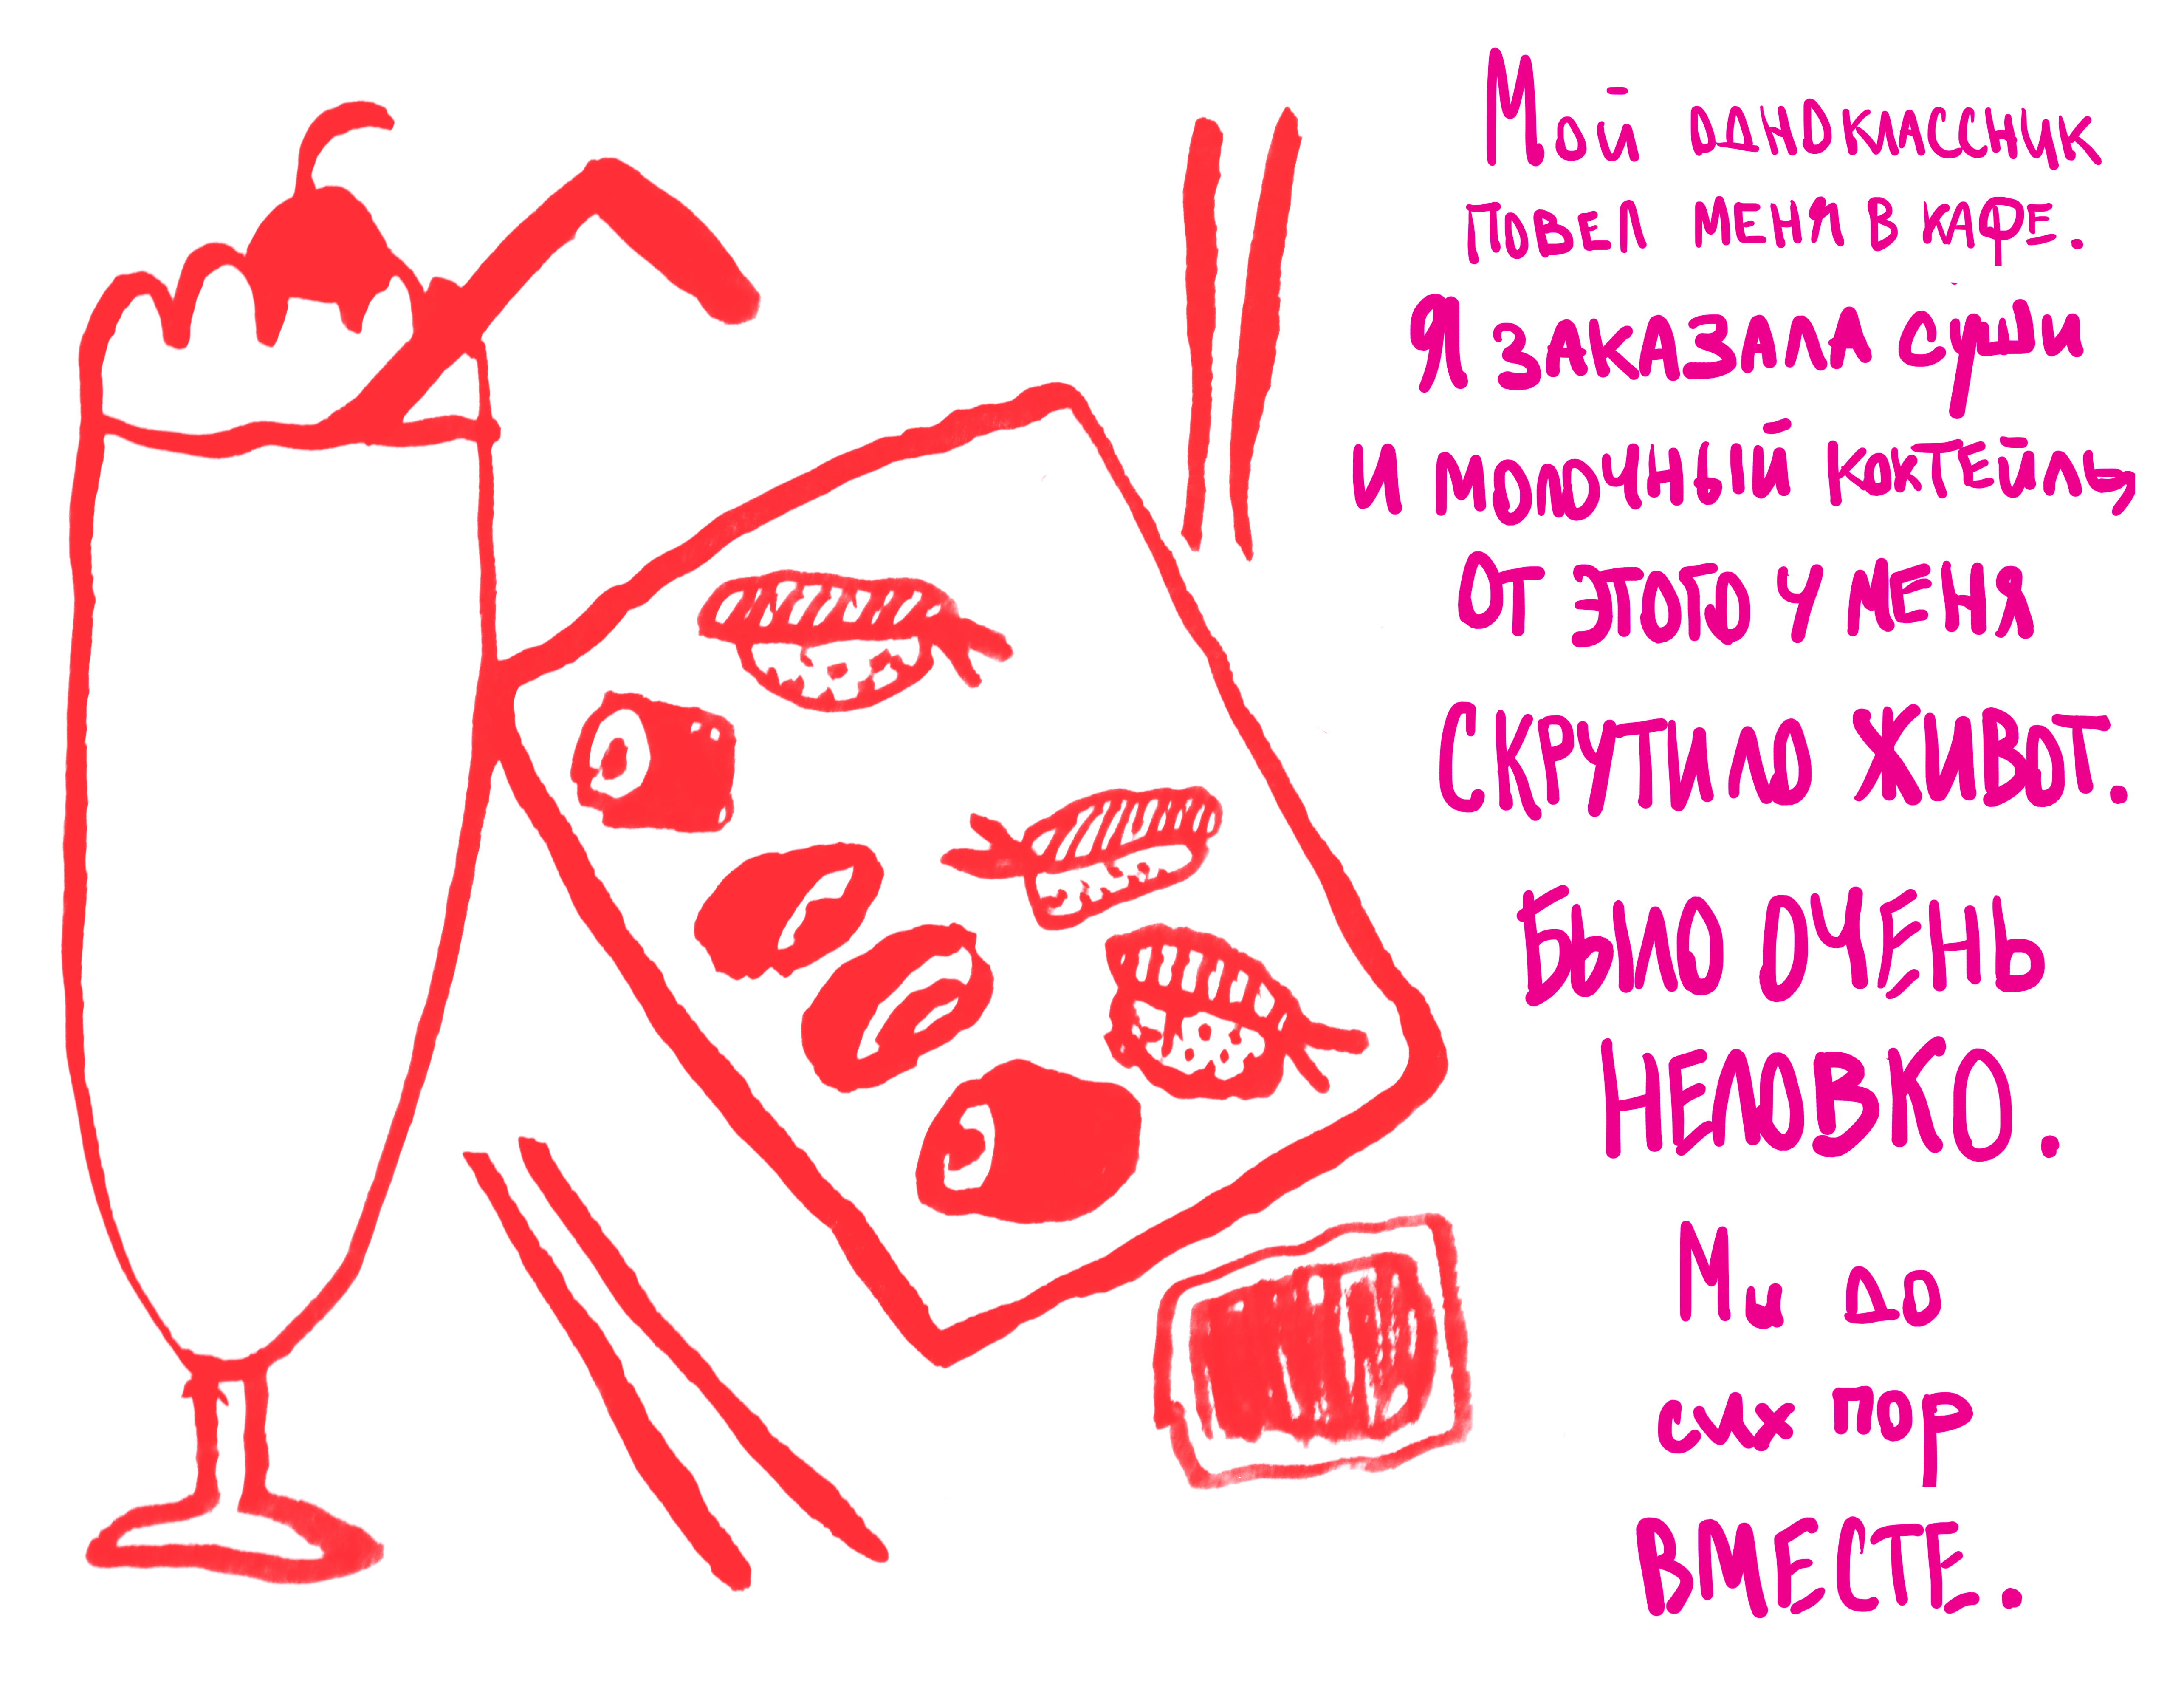 Мой одноклассник
повел меня в кафе.
Я заказала суши
и молочный коктейль,
от этого у меня
скрутило живот.
Было очень
неловко.
Мы до
сих пор
вместе.